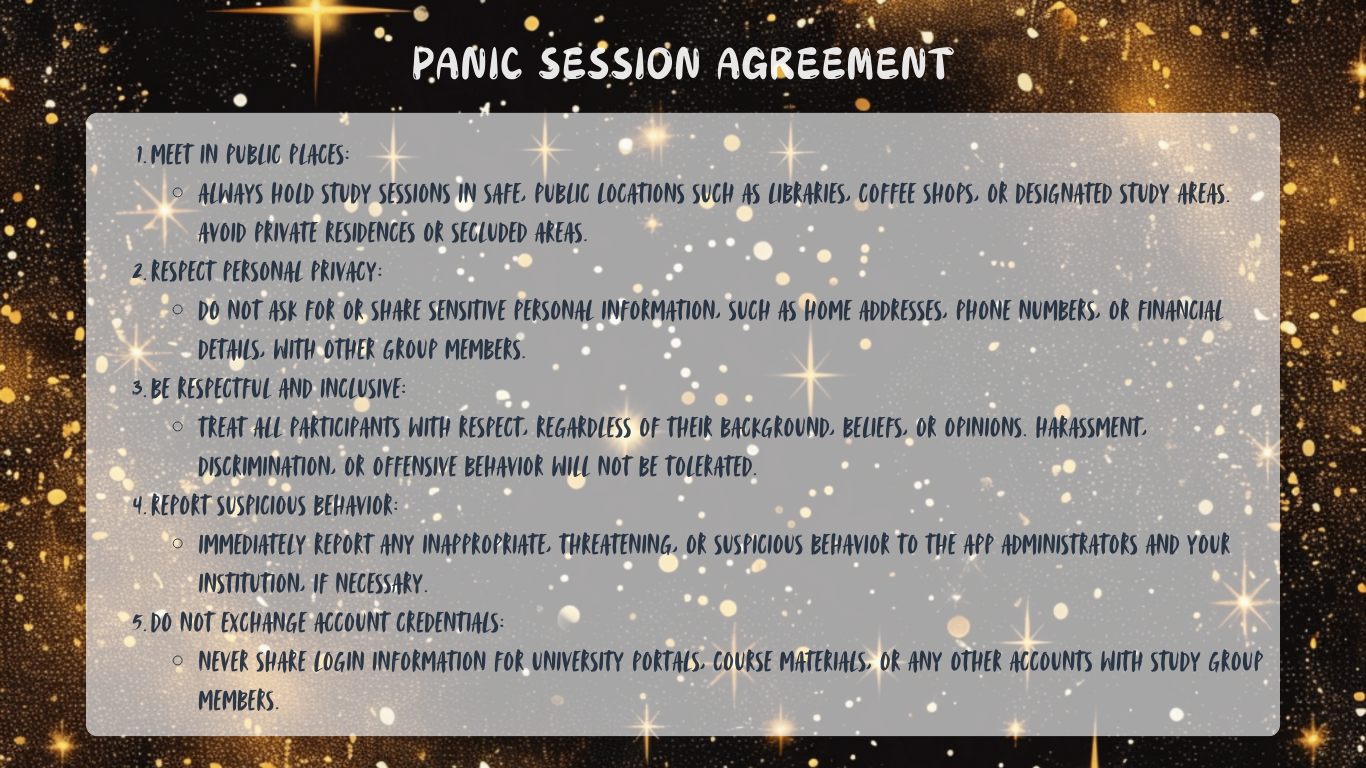 PANIC SESSION AGREEMENT
1. MEET IN PUBLIC PLACES:
○ ALWAYS HOLD STUDY SESSIONS IN SAFE, PUBLIC LOCATIONS SUCH AS LIBRARIES, COFFEE SHOPS, OR DESIGNATED STUDY AREAS.
AVOID PRIVATE RESIDENCES OR SECLUDED AREAS.
2. RESPECT PERSONAL PRIVACY:
○ DO NOT ASK FOR OR SHARE SENSITIVE PERSONAL INFORMATION, SUCH AS HOME ADDRESSES, PHONE NUMBERS, OR FINANCIAL
DETAILS, WITH OTHER GROUP MEMBERS.
3. BE RESPECTFUL AND INCLUSIVE:
○ TREAT ALL PARTICIPANTS WITH RESPECT, REGARDLESS OF THEIR BACKGROUND, BELIEFS, OR OPINIONS. HARASSMENT,
DISCRIMINATION, OR OFFENSIVE BEHAVIOR WILL NOT BE TOLERATED.
4. REPORT SUSPICIOUS BEHAVIOR:
○ IMMEDIATELY REPORT ANY INAPPROPRIATE, THREATENING, OR SUSPICIOUS BEHAVIOR TO THE APP ADMINISTRATORS AND YOUR
INSTITUTION, IF NECESSARY.
5. DO NOT EXCHANGE ACCOUNT CREDENTIALS:
○ NEVER SHARE LOGIN INFORMATION FOR UNIVERSITY PORTALS, COURSE MATERIALS, OR ANY OTHER ACCOUNTS WITH STUDY GROUP
MEMBERS.